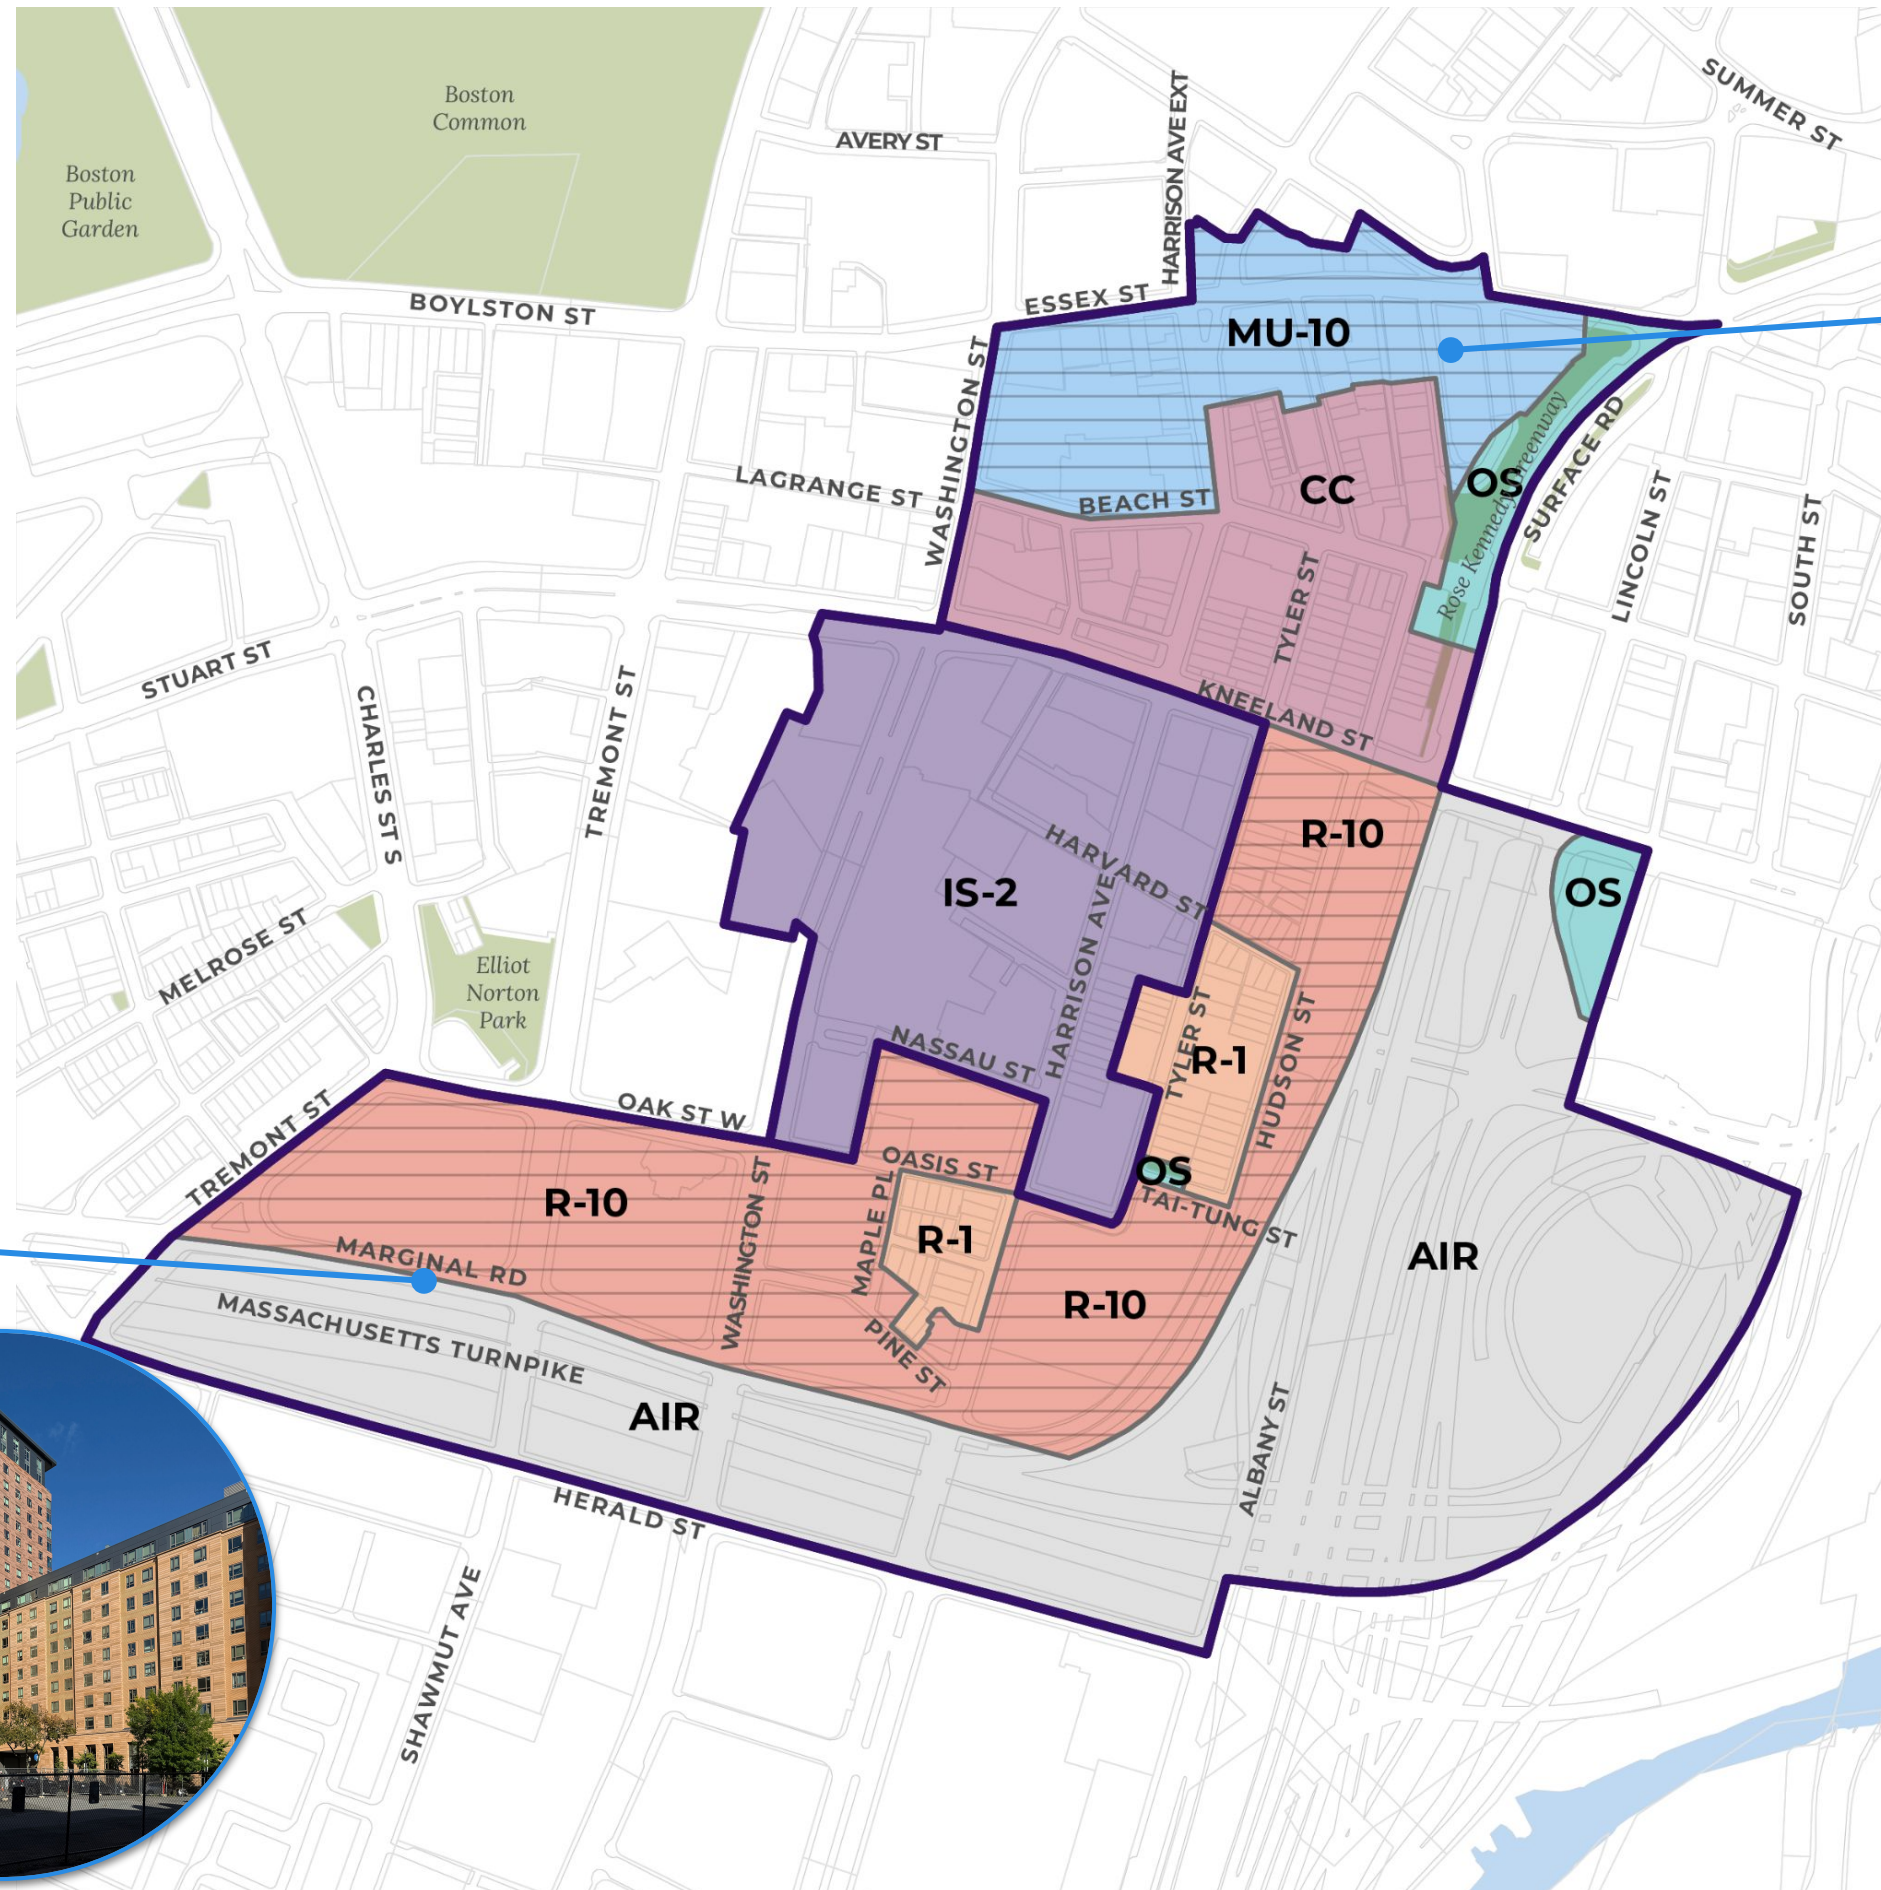 SUMMER ST
Boston
Common
HARRISON AVE EXT
AVERY ST
Boston
Public
Garden
ESSEX ST
BOYLSTON ST
MU-10
WASHINGTON ST
Rose Kennedy Greenway
SURFACE RD
LAGRANGE ST
BEACH ST
CC
OS
LINCOLN ST
SOUTH ST
TYLER ST
STUART ST
CHARLES ST S
TREMONT ST
KNEELAND ST
R-10
HARVARD ST
IS-2
OS
MELROSE ST
HARRISON AVE
Elliot
Norton
Park
NASSAU ST
TYLER ST
R-1
HUDSON ST
TREMONT ST
OAK ST W
OASIS ST
OS
TAI-TUNG ST
R-10
WASHINGTON ST
MAPLE PL
R-1
AIR
MARGINAL RD
R-10
MASSACHUSETTS TURNPIKE
PINE ST
AIR
ALBANY ST
HERALD ST
SHAWMUT AVE